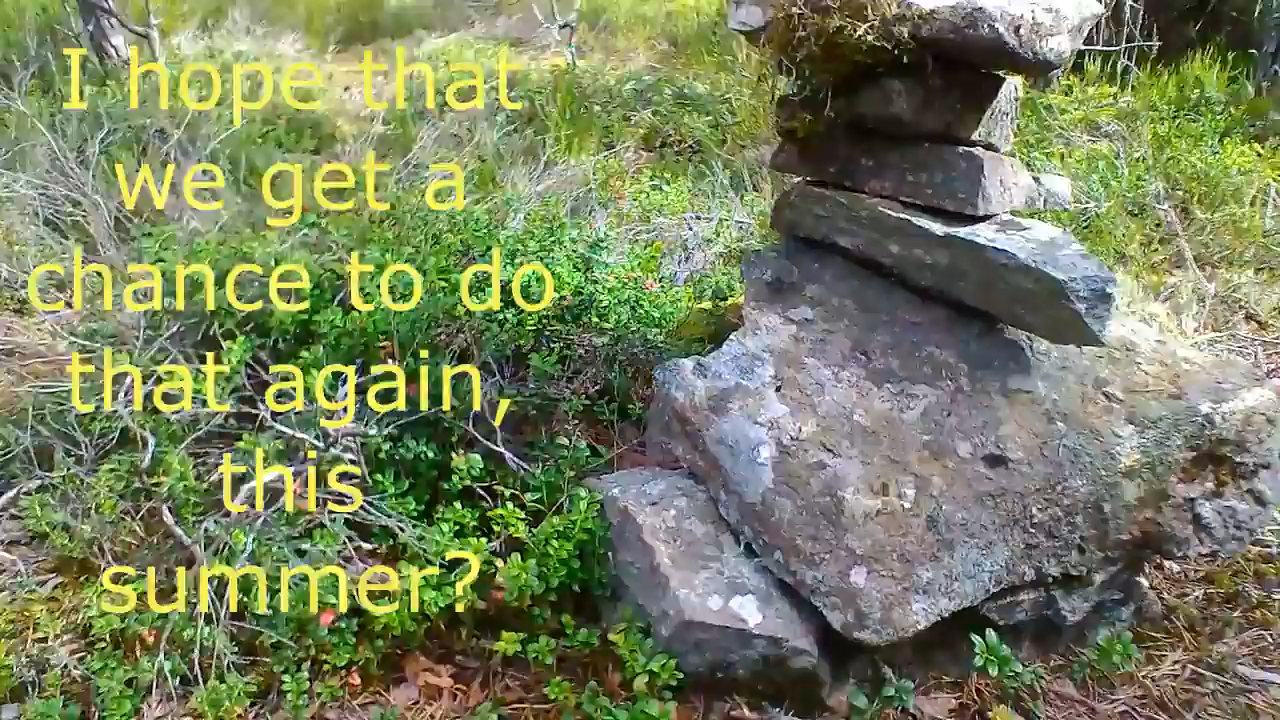 I hope that
we get a
chance to do
that again,
this
summer?